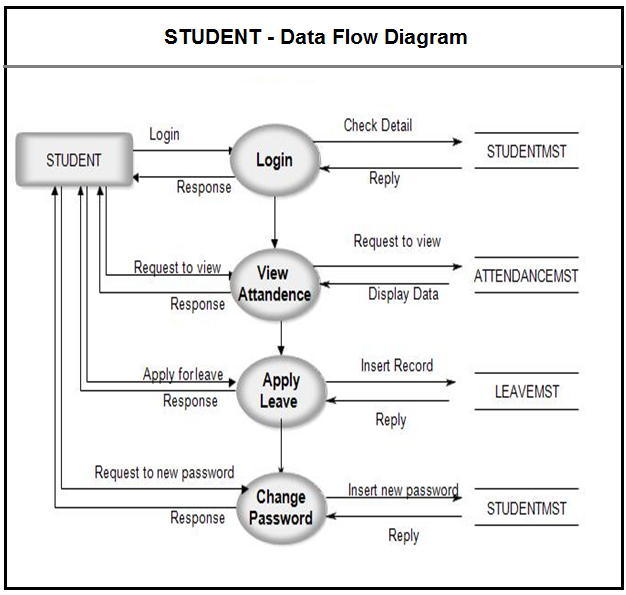 STUDENT - Data Flow Diagram
Login
Check Detail
STUDENT
Login
STUDENTMST
Response
Reply
Request to view
Request to view
View
Attandence
ATTENDANCEMST
Response
Display Data
Apply for leave
Insert Record
Apply
Leave
LEAVEMST
Response
Reply
Request to new password
Insert new password
Change
Password
STUDENTMST
Response
Reply